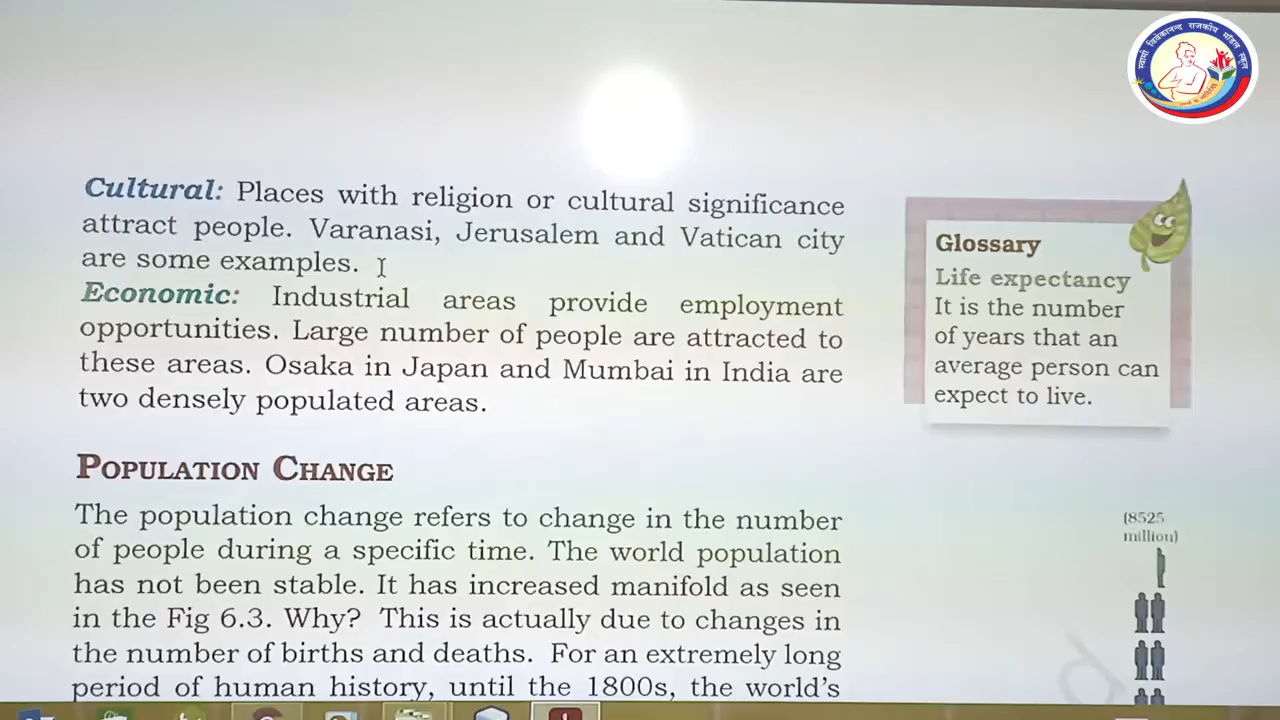 स्वामी विवेकानन्द राजकीय मॉडल स्कूल
Cultural: Places with religion or cultural significance
attract people. Varanasi, Jerusalem and Vatican city
are some examples.
Economic: Industrial areas provide employment
opportunities. Large number of people are attracted to
these areas. Osaka in Japan and Mumbai in India are
two densely populated areas.
Glossary
Life expectancy
It is the number
of years that an
average person can
expect to live.
POPULATION CHANGE
The population change refers to change in the number
of people during a specific time. The world population
has not been stable. It has increased manifold as seen
in the Fig 6.3. Why? This is actually due to changes in
the number of births and deaths. For an extremely long
period of human history, until the 1800s, the world's
(8525
million)